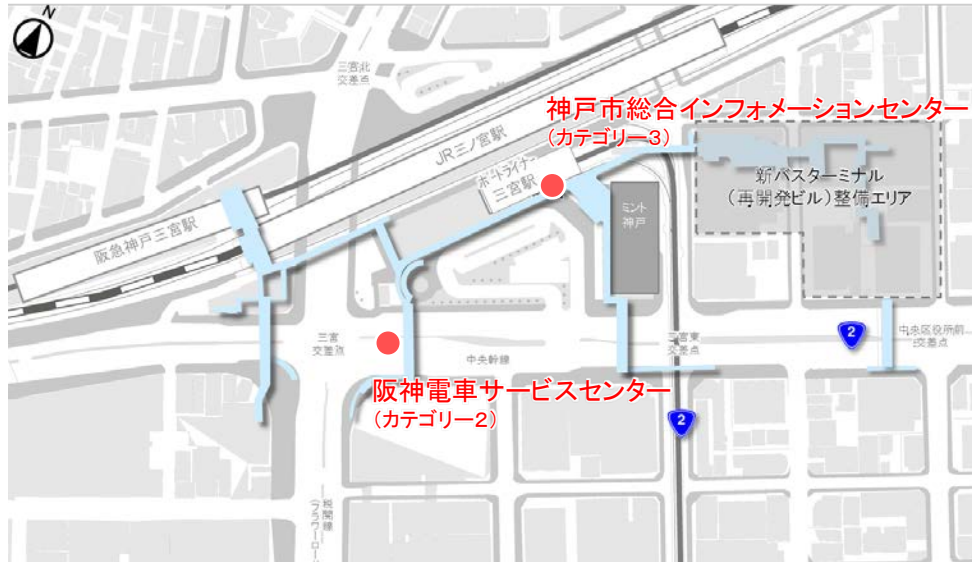 N
三宮北
交差点
神戸市総合インフォメーションセンター
(カテゴリー3)
JR三ノ宮駅
ポートライナー
三宮駅
新バスターミナル
(再開発ビル)整備エリア
ミント
神戸
阪急神戸三宮駅
三宮
交差点
中央幹線
三宮東
交差点
2
中央区役所前
交差点
阪神電車サービスセンター
(カテゴリー2)
2
税関線
(フラワーロード)